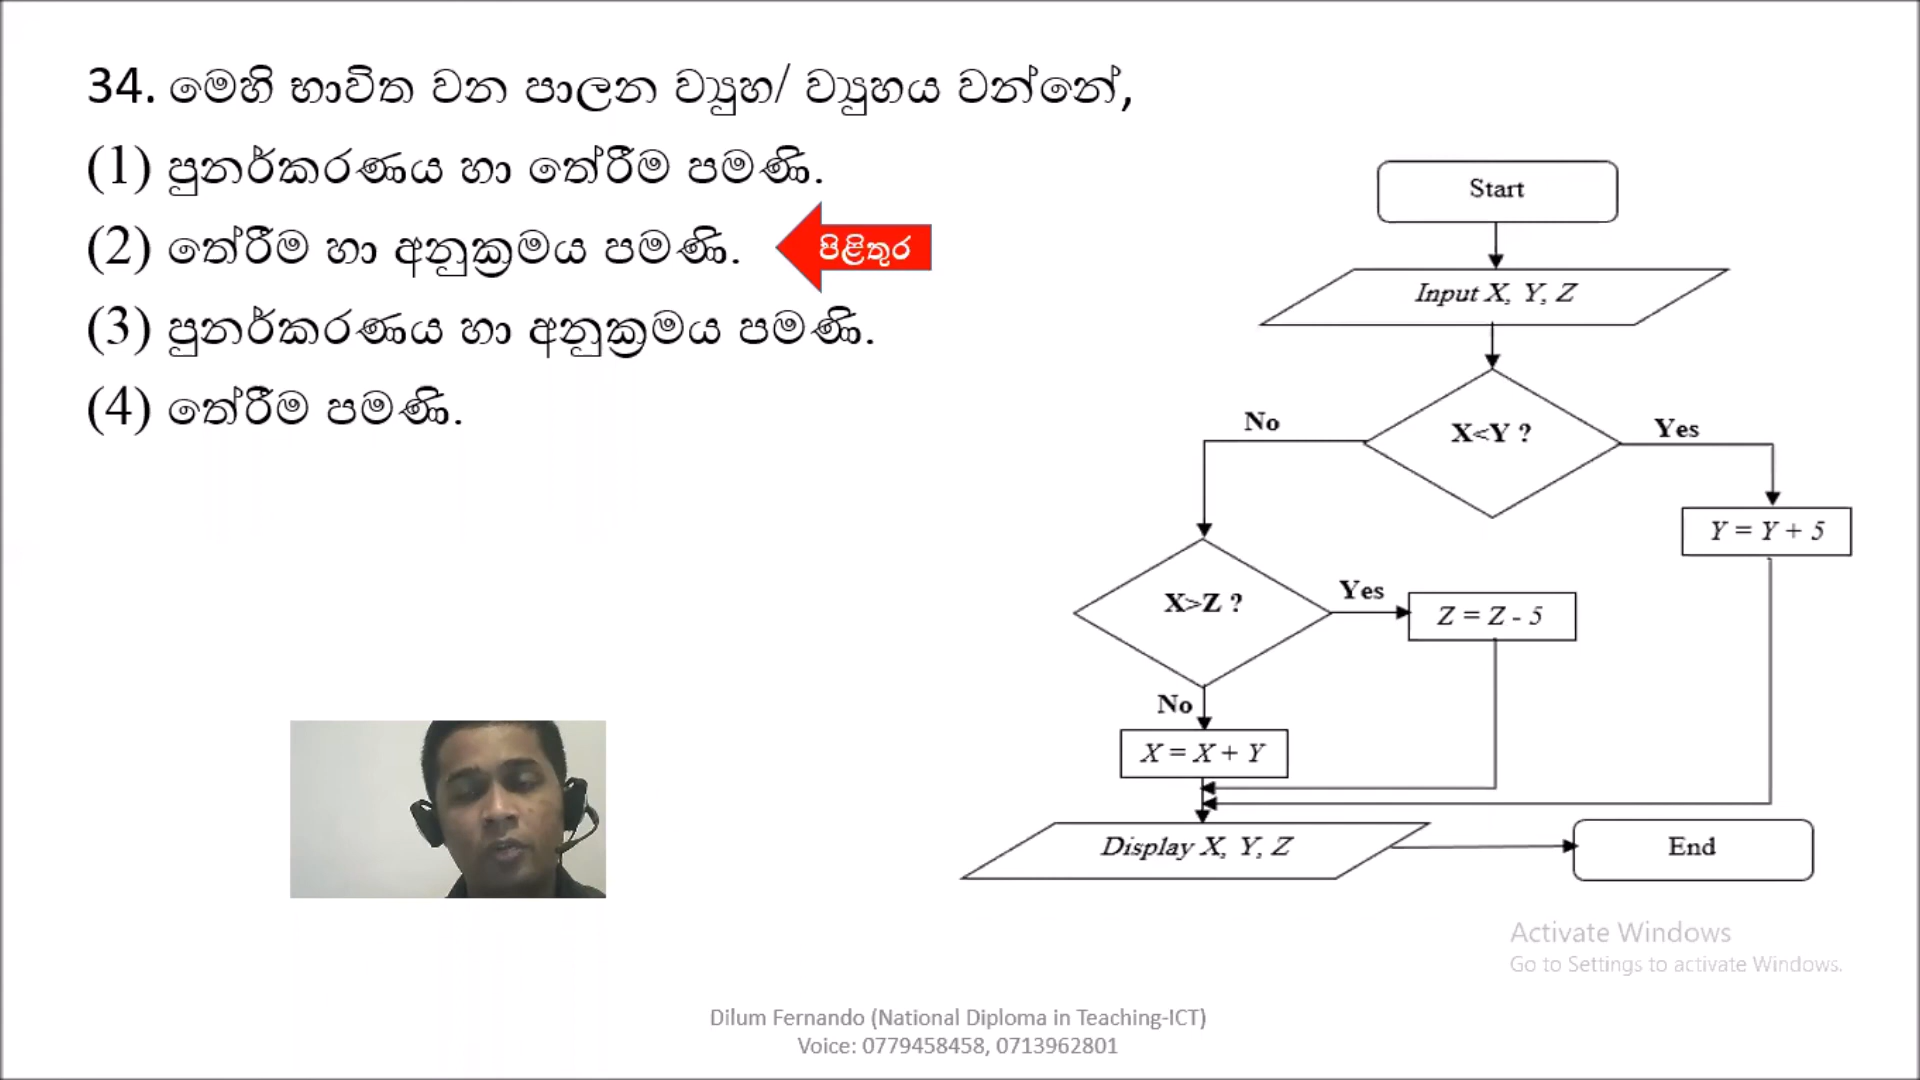 34. මෙහි භාවිත වන පාලන ව්‍යුහ/ ව්‍යුහය වන්නේ,
(1) පුනර්කරණය හා තේරීම පමණි.
(2) තේරීම හා අනුක්‍රමය පමණි.
පිළිතුර
(3) පුනර්කරණය හා අනුක්‍රමය පමණි.
(4) තේරීම පමණි.
Start
Input X, Y, Z
X<Y ?
No
Yes
Y = Y + 5
X>Z ?
Yes
Z = Z - 5
No
X = X + Y
Display X, Y, Z
End
Activate Windows
Go to Settings to activate Windows.
Dilum Fernando (National Diploma in Teaching-ICT)
Voice: 0779458458, 0713962801